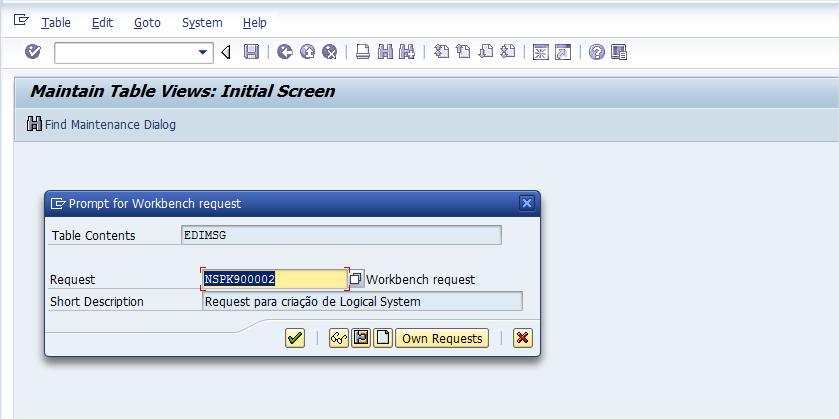 Table Edit Goto System Help
Maintain Table Views: Initial Screen
Find Maintenance Dialog
Prompt for Workbench request
Table Contents EDIMSG
Request NSPK900002 Workbench request
Short Description Request para criação de Logical System
Own Requests